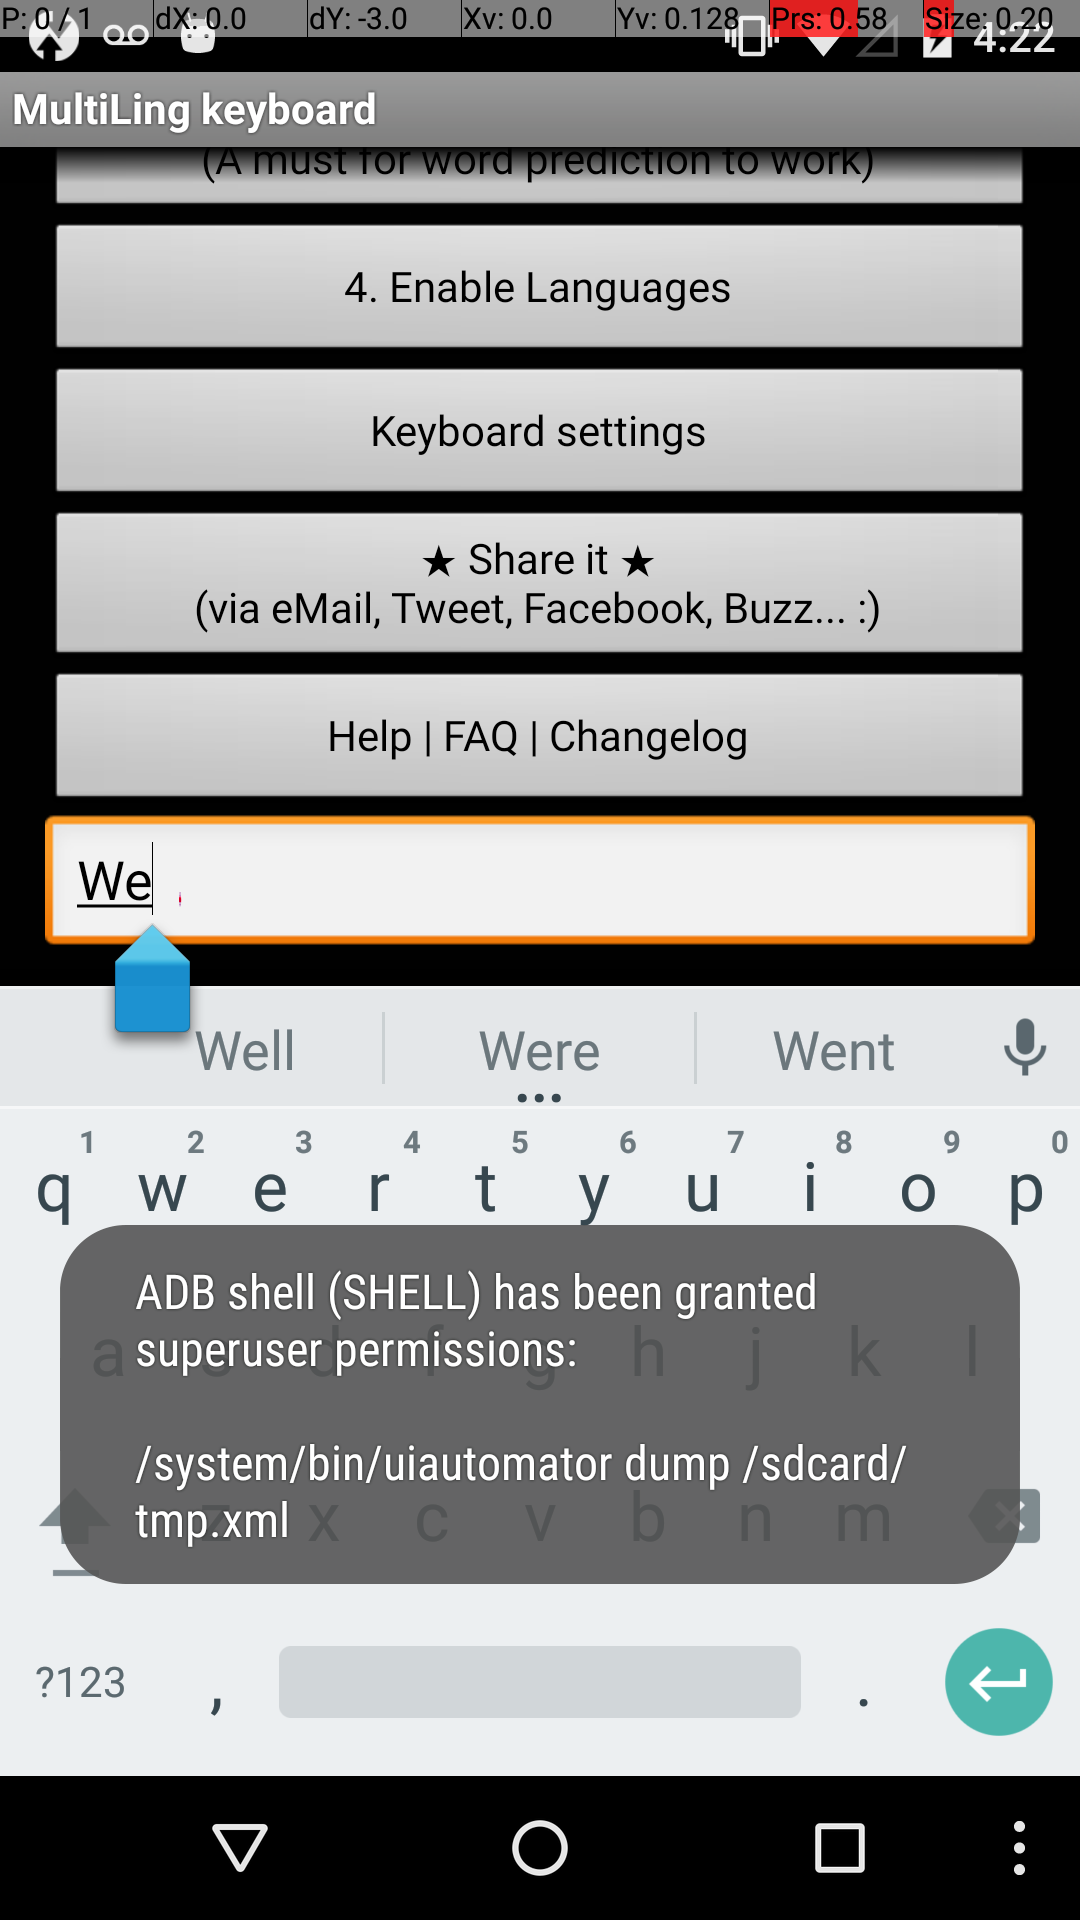 P: 0 / 1 dX: 0.0 dY: -3.0 Xv: 0.0 Yv: 0.128 Prs: 0.58 Size: 0.20
4:22
MultiLing keyboard
(A must for word prediction to work)
4. Enable Languages
Keyboard settings
★ Share it ★
(via eMail, Tweet, Facebook, Buzz... :)
Help | FAQ | Changelog
We
Well Were Went
1 2 3 4 5 6 7 8 9 0
q w e r t y u i o p
ADB shell (SHELL) has been granted
superuser permissions:
a s d f g h j k l
/system/bin/uiautomator dump /sdcard/
tmp.xml
z x c v b n m
?123 , .